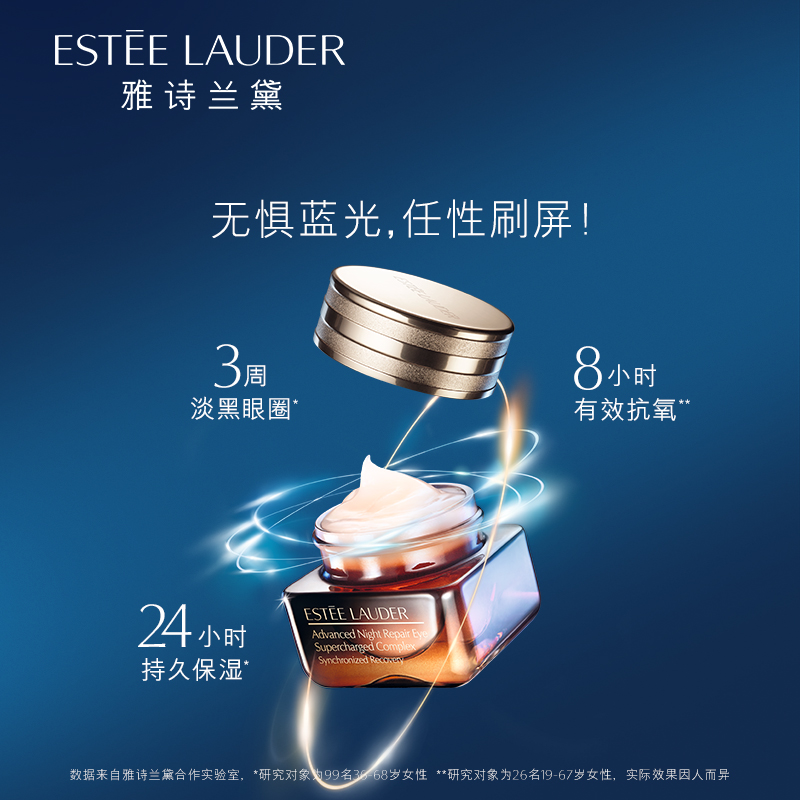 ESTĒE LAUDER
雅诗兰黛
无惧蓝光,任性刷屏!
3周
淡黑眼圈*
8小时
有效抗氧**
24小时
持久保湿*
ESTĒE LAUDER
Advanced Night Repair Eye
Supercharged Complex
Synchronized Recovery
数据来自雅诗兰黛合作实验室, *研究对象为99名36-68岁女性 **研究对象为26名19-67岁女性, 实际效果因人而异